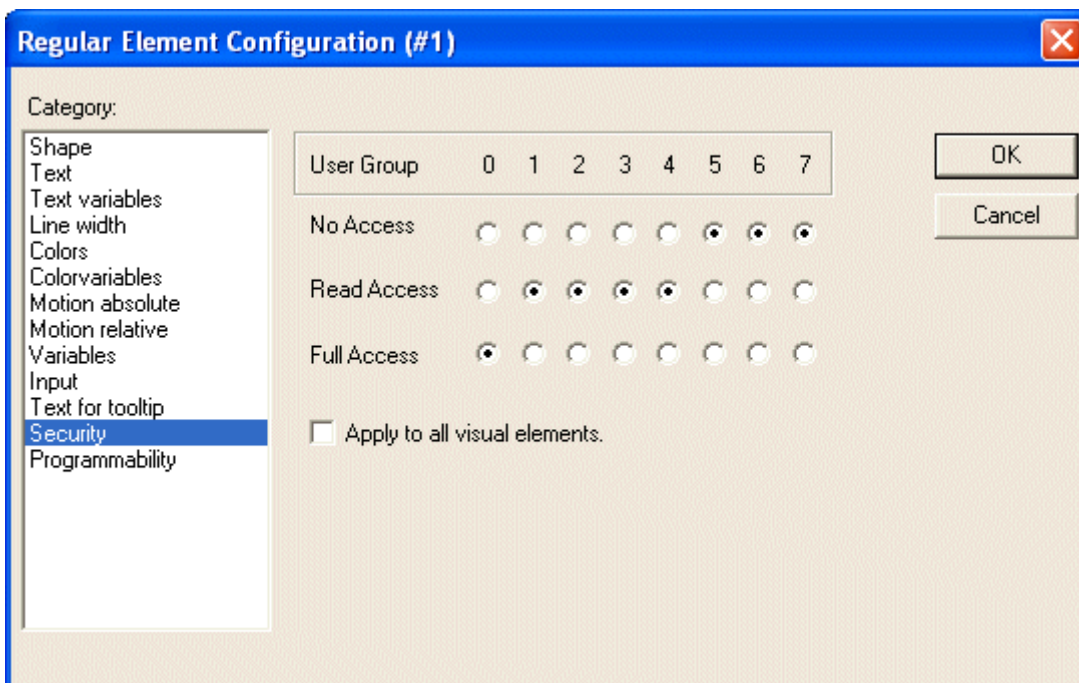 Regular Element Configuration (#1)
Category:
Shape
Text
Text variables
Line width
Colors
Colorvariables
Motion absolute
Motion relative
Variables
Input
Text for tooltip
Security
Programmability
User Group 0 1 2 3 4 5 6 7
No Access
Read Access
Full Access
Apply to all visual elements.
OK
Cancel